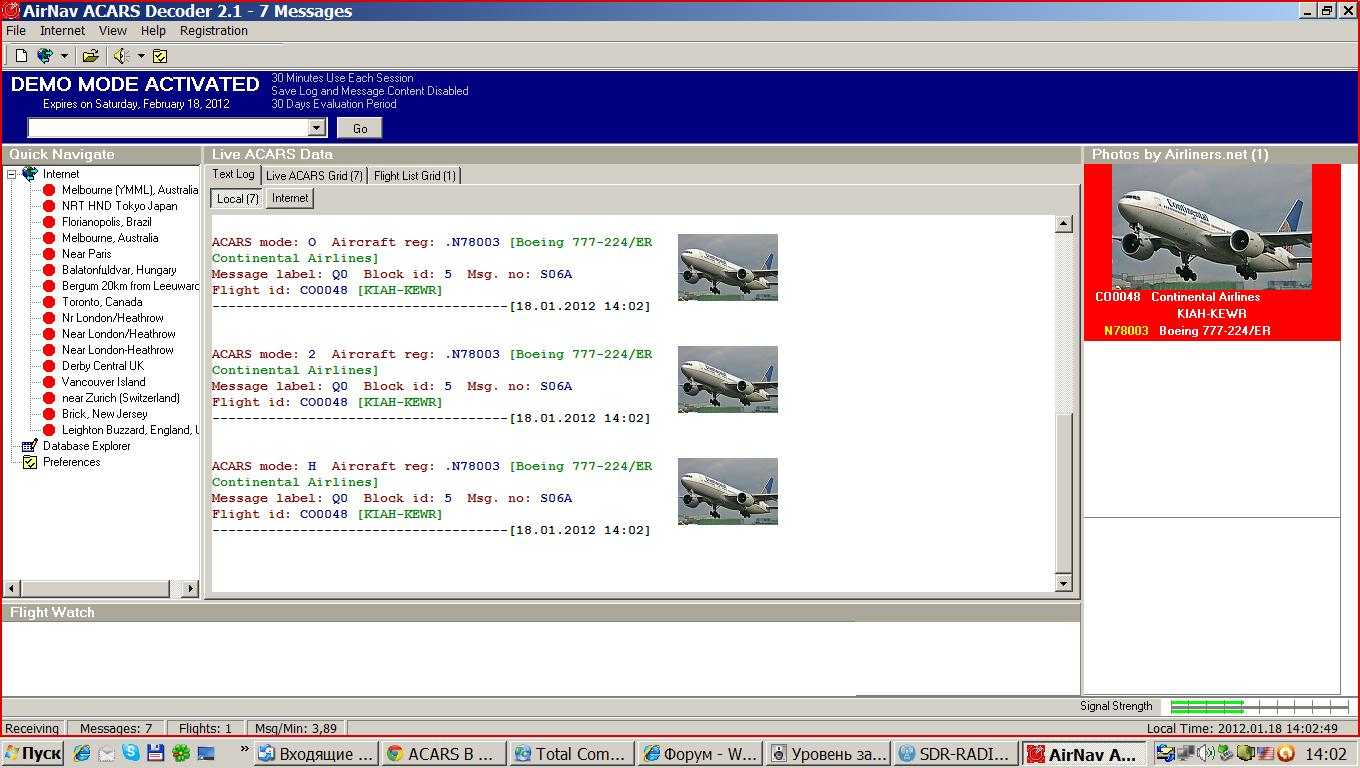 AirNav ACARS Decoder 2.1 - 7 Messages
File Internet View Help Registration
DEMO MODE ACTIVATED
Expires on Saturday, February 18, 2012
30 Minutes Use Each Session
Save Log and Message Content Disabled
30 Days Evaluation Period
Go
Quick Navigate
Internet
Melbourne (YMML), Australia
NRT HND Tokyo Japan
Florianopolis, Brazil
Melbourne, Australia
Near Paris
Balatonfuldvar, Hungary
Bergum 20km from Leeuwarc
Toronto, Canada
Nr London/Heathrow
Near London/Heathrow
Near London-Heathrow
Derby Central UK
Vancouver Island
near Zurich (Switzerland)
Brick, New Jersey
Leighton Buzzard, England, U
Database Explorer
Preferences
Live ACARS Data
Text Log Live ACARS Grid (7) Flight List Grid (1)
Local (7) Internet
ACARS mode: O Aircraft reg: .N78003 [Boeing 777-224/ER
Continental Airlines]
Message label: Q0 Block id: 5 Msg. no: S06A
Flight id: CO0048 [KIAH-KEWR]
-------------------------------------[18.01.2012 14:02]
ACARS mode: 2 Aircraft reg: .N78003 [Boeing 777-224/ER
Continental Airlines]
Message label: Q0 Block id: 5 Msg. no: S06A
Flight id: CO0048 [KIAH-KEWR]
-------------------------------------[18.01.2012 14:02]
ACARS mode: H Aircraft reg: .N78003 [Boeing 777-224/ER
Continental Airlines]
Message label: Q0 Block id: 5 Msg. no: S06A
Flight id: CO0048 [KIAH-KEWR]
-------------------------------------[18.01.2012 14:02]
Photos by Airliners.net (1)
Continental
CO0048 Continental Airlines
KIAH-KEWR
N78003 Boeing 777-224/ER
Flight Watch
Signal Strength
Receiving Messages: 7 Flights: 1 Msg/Min: 3,89 Local Time: 2012.01.18 14:02:49
Пуск » Входящие ... ACARS В ... Total Com... Форум - W... Уровень за... SDR-RADI... AirNav A... 14:02